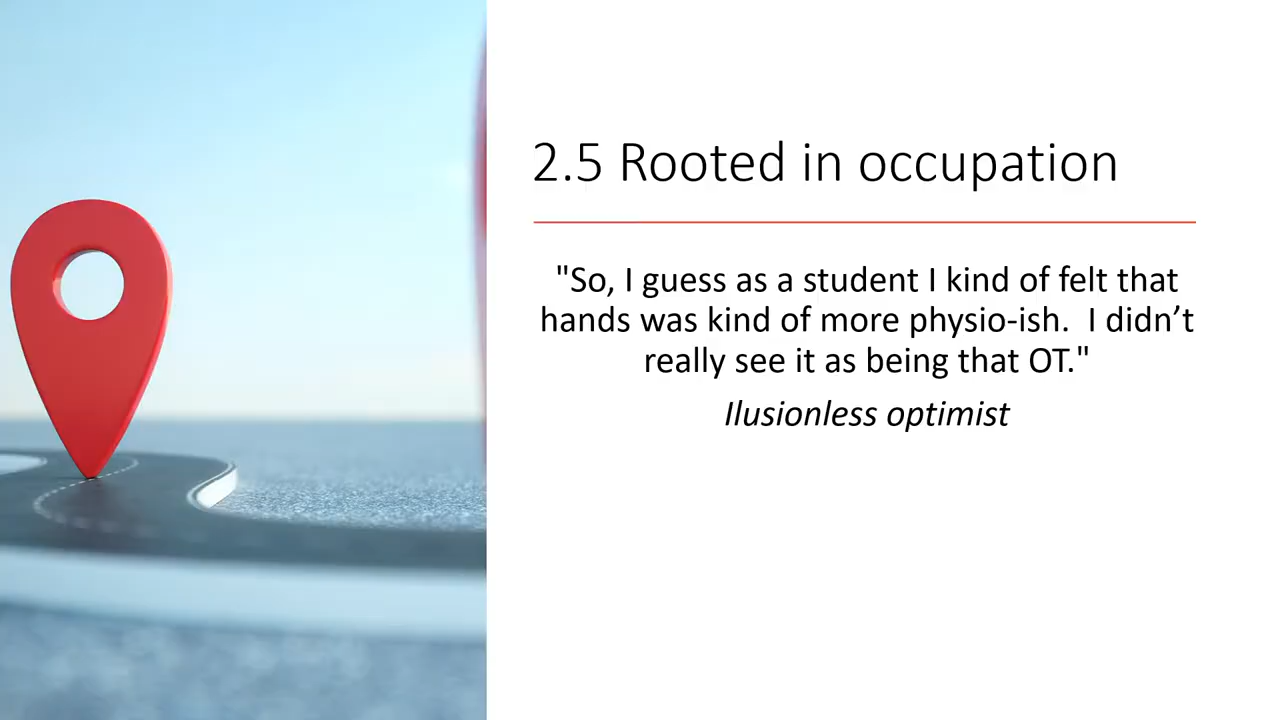 2.5 Rooted in occupation
"So, I guess as a student I kind of felt that
hands was kind of more physio-ish.  I didn’t
really see it as being that OT."
Ilusionless optimist